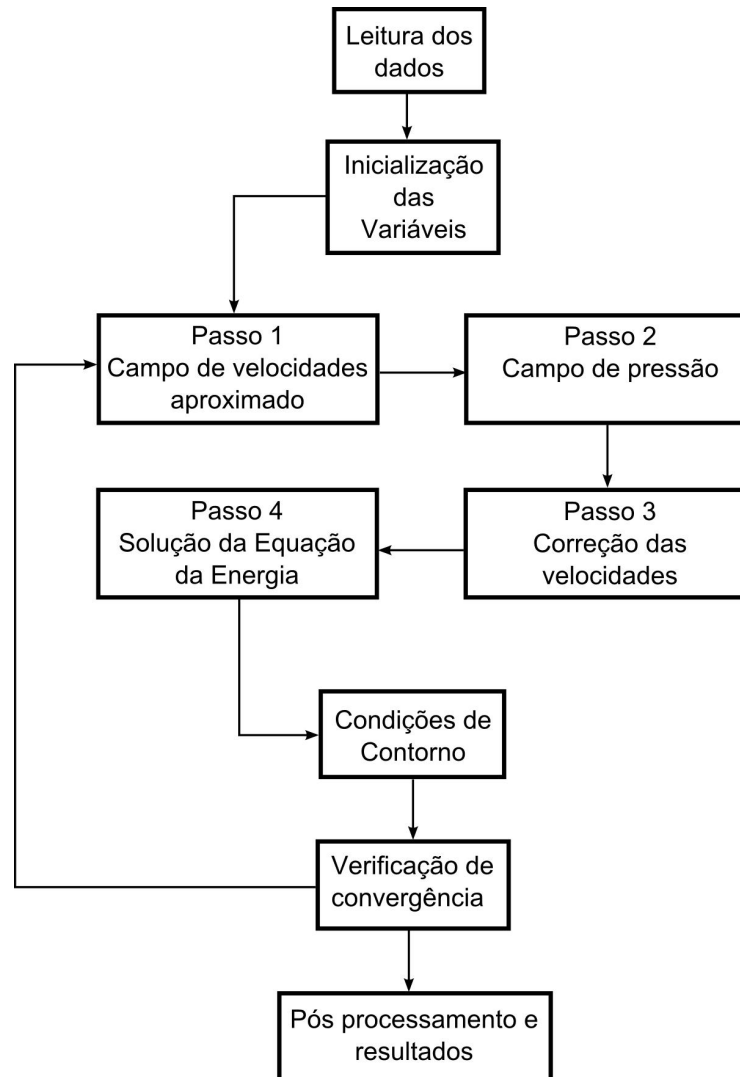 Leitura dos
dados
Inicialização
das
Variáveis
Passo 1
Campo de velocidades
aproximado
Passo 2
Campo de pressão
Passo 3
Correção das
velocidades
Passo 4
Solução da Equação
da Energia
Condições de
Contorno
Verificação de
convergência
Pós processamento e
resultados